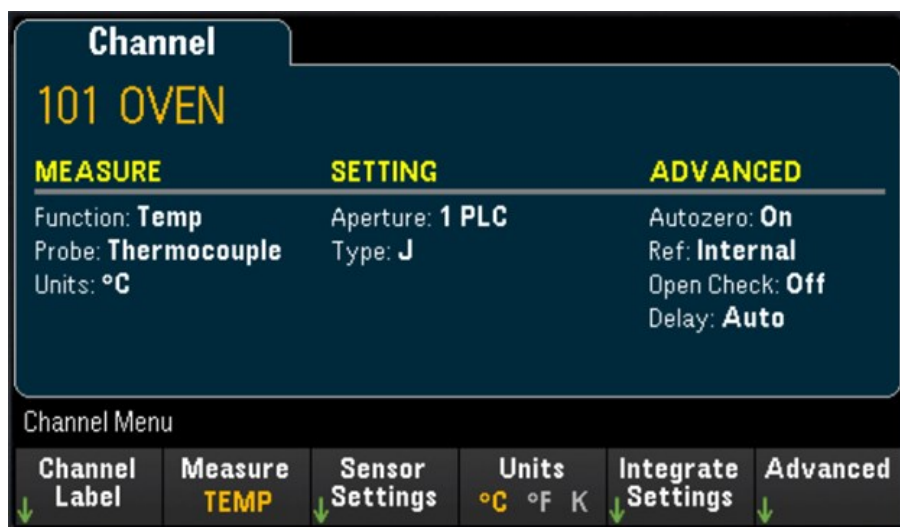 Channel
101 OVEN
MEASURE
Function: Temp
Probe: Thermocouple
Units: °C
SETTING
Aperture: 1 PLC
Type: J
ADVANCED
Autozero: On
Ref: Internal
Open Check: Off
Delay: Auto
Channel Menu
Channel
Label
Measure
TEMP
Sensor
Settings
Units
°C °F K
Integrate
Settings
Advanced